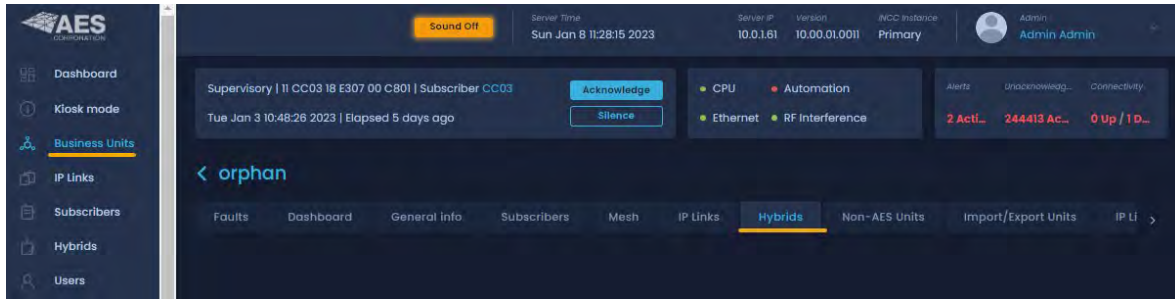 AES
CORPORATION
Dashboard
Kiosk mode
Business Units
IP Links
Subscribers
Hybrids
Users
Sound Off
Server Time
Sun Jan 8 11:28:15 2023
Server IP
10.0.1.61
Version
10.00.01.0011
INCC Instance
Primary
Admin
Admin Admin
Supervisory | 11 CC03 18 E307 00 C801 | Subscriber CC03
Tue Jan 3 10:48:26 2023 | Elapsed 5 days ago
Acknowledge
Silence
CPU
Automation
Ethernet
RF Interference
Alerts
2 Acti...
Unacknowledg...
244413 Ac...
Connectivity
0 Up / 1 D...
< orphan
Faults Dashboard General info Subscribers Mesh IP Links Hybrids Non-AES Units Import/Export Units IP Li >